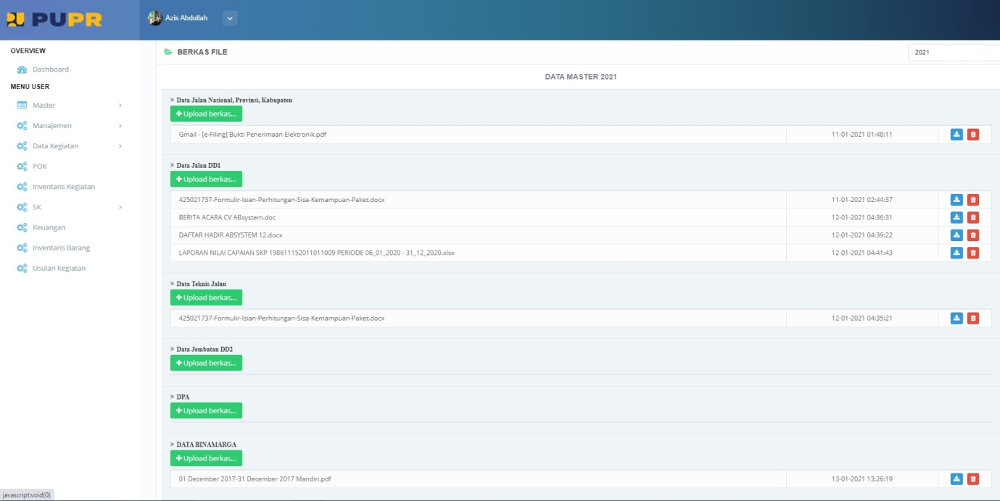 PUPR
Azis Abdullah
OVERVIEW
Dashboard
MENU USER
Master
Manajemen
Data Kegiatan
POK
Inventaris Kegiatan
SK
Keuangan
Inventaris Barang
Usulan Kegiatan
BERKAS FILE
2021
DATA MASTER 2021
» Data Jalan Nasional, Provinsi, Kabupaten
+ Upload berkas...
Gmail - [e-Filing] Bukti Penerimaan Elektronik.pdf 11-01-2021 01:48:11
» Data Jalan DD1
+ Upload berkas...
425021737-Formulir-Isian-Perhitungan-Sisa-Kemampuan-Paket.docx 11-01-2021 02:44:37
BERITA ACARA CV ABsystem.doc 12-01-2021 04:36:31
DAFTAR HADIR ABSYSTEM 12.docx 12-01-2021 04:39:22
LAPORAN NILAI CAPAIAN SKP 198611152011011009 PERIODE 06_01_2020 - 31_12_2020.xlsx 12-01-2021 04:41:43
» Data Teknis Jalan
+ Upload berkas...
425021737-Formulir-Isian-Perhitungan-Sisa-Kemampuan-Paket.docx 12-01-2021 04:35:21
» Data Jembatan DD2
+ Upload berkas...
» DPA
+ Upload berkas...
» DATA BINAMARGA
+ Upload berkas...
01 December 2017-31 December 2017 Mandiri.pdf 13-01-2021 13:26:19
javascript:void(0)